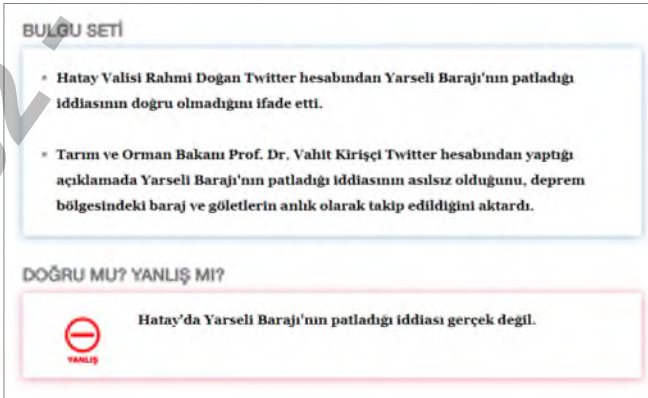 BULGU SETİ
Hatay Valisi Rahmi Doğan Twitter hesabından Yarseli Barajı'nın patladığı
iddiasının doğru olmadığını ifade etti.
Tarım ve Orman Bakanı Prof. Dr. Vahit Kirişçi Twitter hesabından yaptığı
açıklamada Yarseli Barajı'nın patladığı iddiasının asılsız olduğunu, deprem
bölgesindeki baraj ve göletlerin anlık olarak takip edildiğini aktardı.
DOĞRU MU? YANLIŞ MI?
Hatay'da Yarseli Barajı'nın patladığı iddiası gerçek değil.
YANLIŞ